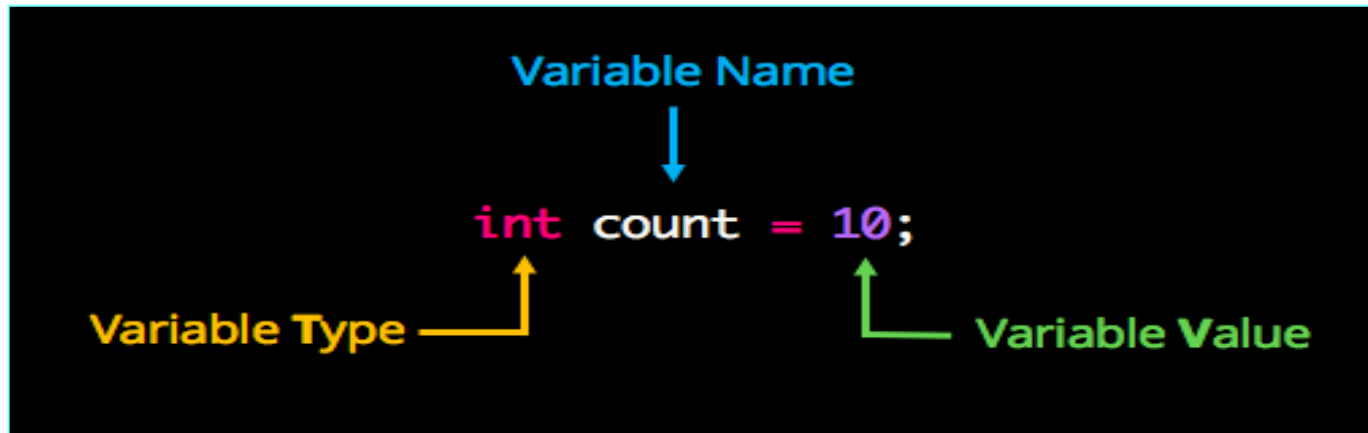 Variable Name
int count = 10;
Variable Type
Variable Value